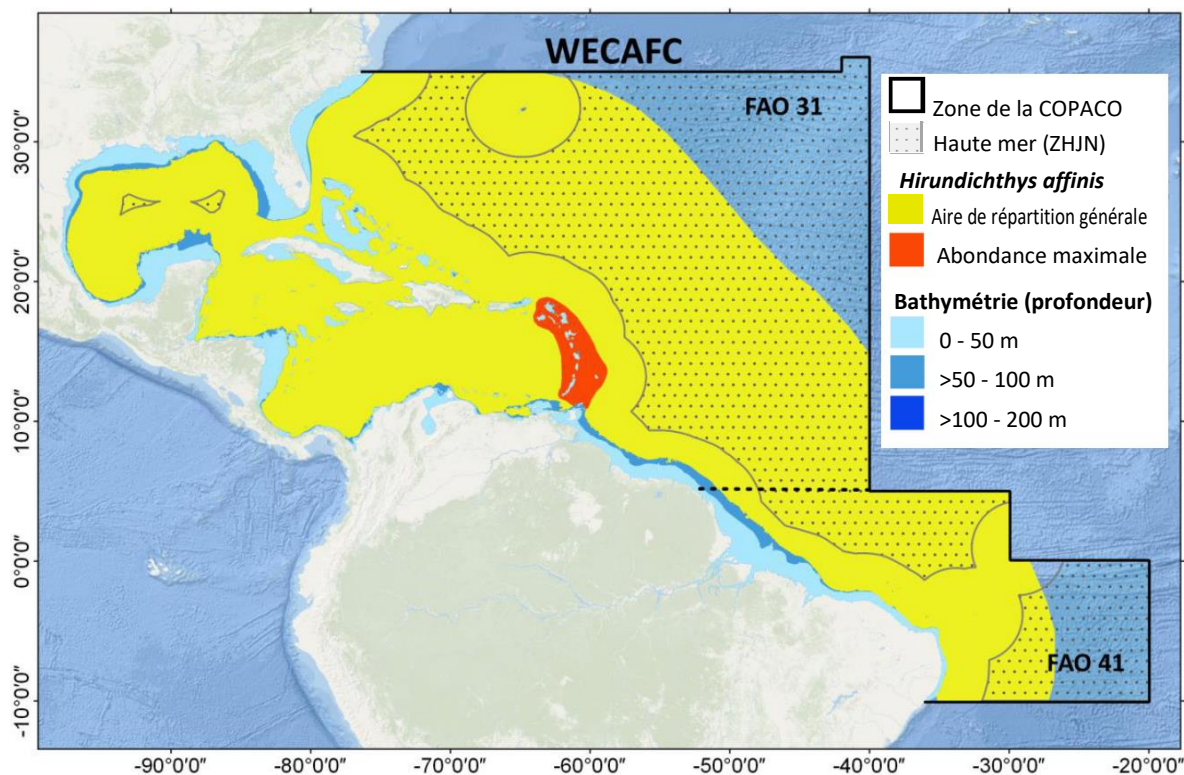 WECAFC
FAO 31
Zone de la COPACO
Haute mer (ZHJN)
Hirundichthys affinis
Aire de répartition générale
Abondance maximale
Bathymétrie (profondeur)
0 - 50 m
>50 - 100 m
>100 - 200 m
FAO 41
30°0'0"
20°0'0"
10°0'0"
0°0'0"
-10°0'0"
-90°0'0"
-80°0'0"
-70°0'0"
-60°0'0"
-50°0'0"
-40°0'0"
-30°0'0"
-20°0'0"